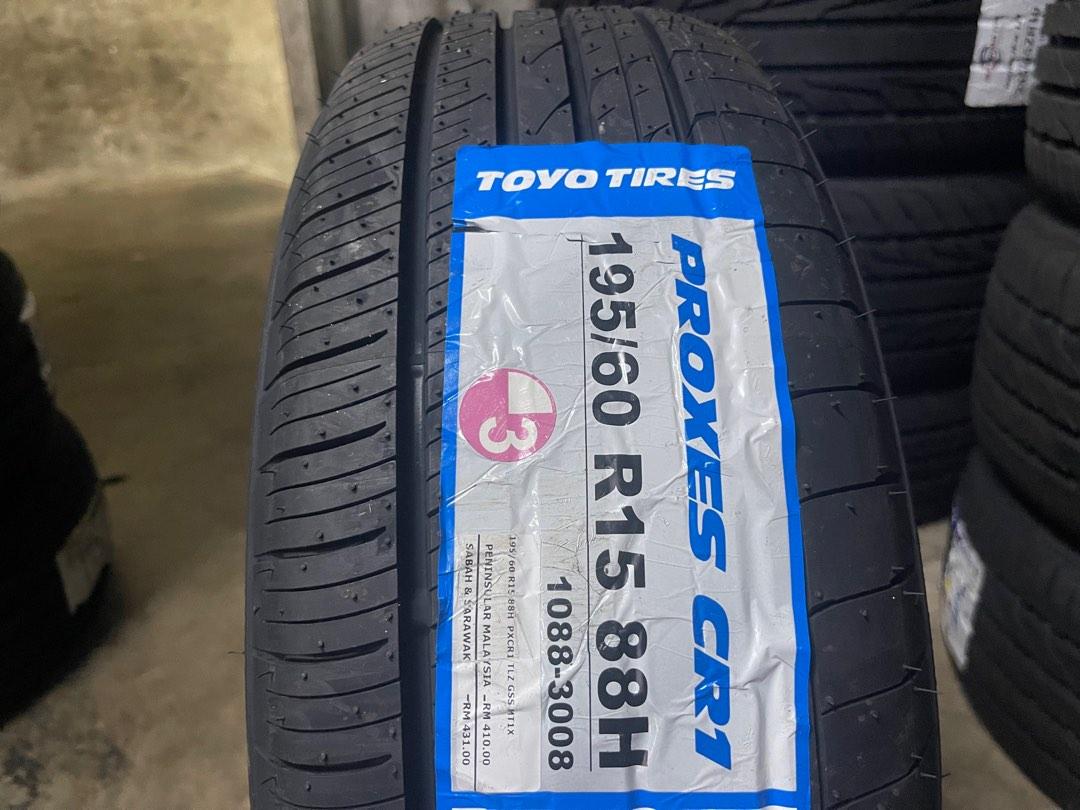 TOYO TIRES
PROXES CR1
195/60 R15 88H
1088-3008
3
195/60 R15 88H PXCR1 TLZ GSS MT1X
PENINSULAR MALAYSIA -RM 410.00
SABAH & SARAWAK -RM 431.00